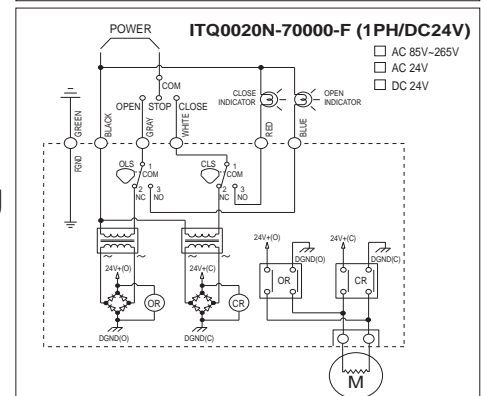 POWER
ITQ0020N-70000-F (1PH/DC24V)
AC 85V~265V
AC 24V
DC 24V
COM
OPEN STOP CLOSE
CLOSE INDICATOR
OPEN INDICATOR
GREEN
BLACK
GRAY
WHITE
RED
BLUE
FGND
OLS
1
COM
2
NC
3
NO
CLS
1
COM
2
NC
3
NO
24V+(O)
OR
DGND(O)
24V+(C)
CR
DGND(C)
24V+(O)
DGND(O)
OR
24V+(C)
DGND(C)
CR
M